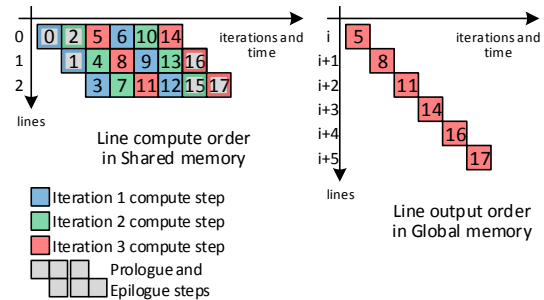 0 0 2 5 6 10 14 iterations and
time
1 1 4 8 9 13 16
2 3 7 11 12 15 17
lines
Line compute order
in Shared memory
Iteration 1 compute step
Iteration 2 compute step
Iteration 3 compute step
Prologue and
Epilogue steps
iterations and
time
i 5
i+1 8
i+2 11
i+3 14
i+4 16
i+5 17
lines
Line output order
in Global memory